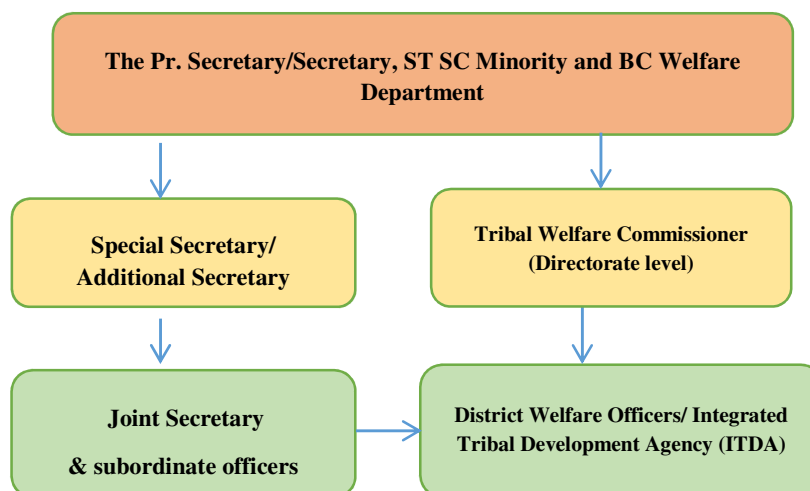 The Pr. Secretary/Secretary, ST SC Minority and BC Welfare
Department
Special Secretary/
Additional Secretary
Tribal Welfare Commissioner
(Directorate level)
Joint Secretary
& subordinate officers
District Welfare Officers/ Integrated
Tribal Development Agency (ITDA)